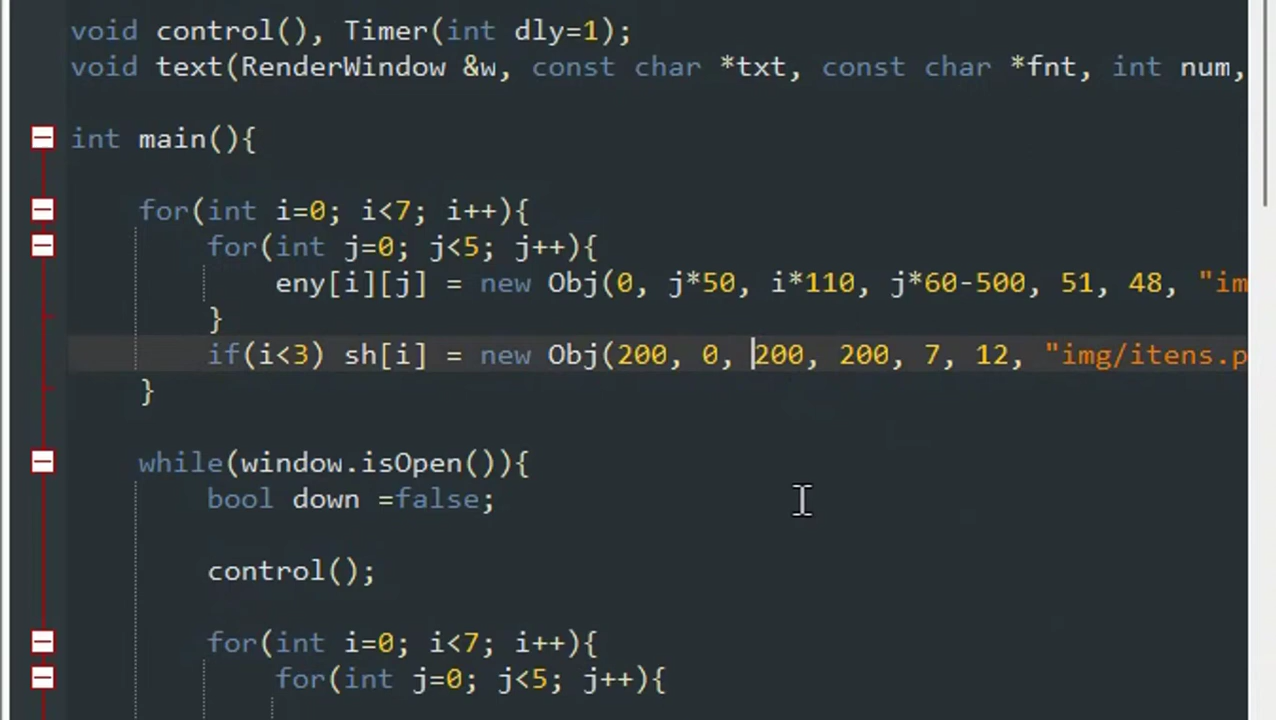 void control(), Timer(int dly=1);
void text(RenderWindow &w, const char *txt, const char *fnt, int num,
int main(){
for(int i=0; i<7; i++){
for(int j=0; j<5; j++){
eny[i][j] = new Obj(0, j*50, i*110, j*60-500, 51, 48, "im
}
if(i<3) sh[i] = new Obj(200, 0, 200, 200, 7, 12, "img/itens.p
}
while(window.isOpen()){
bool down =false;
control();
for(int i=0; i<7; i++){
for(int j=0; j<5; j++){